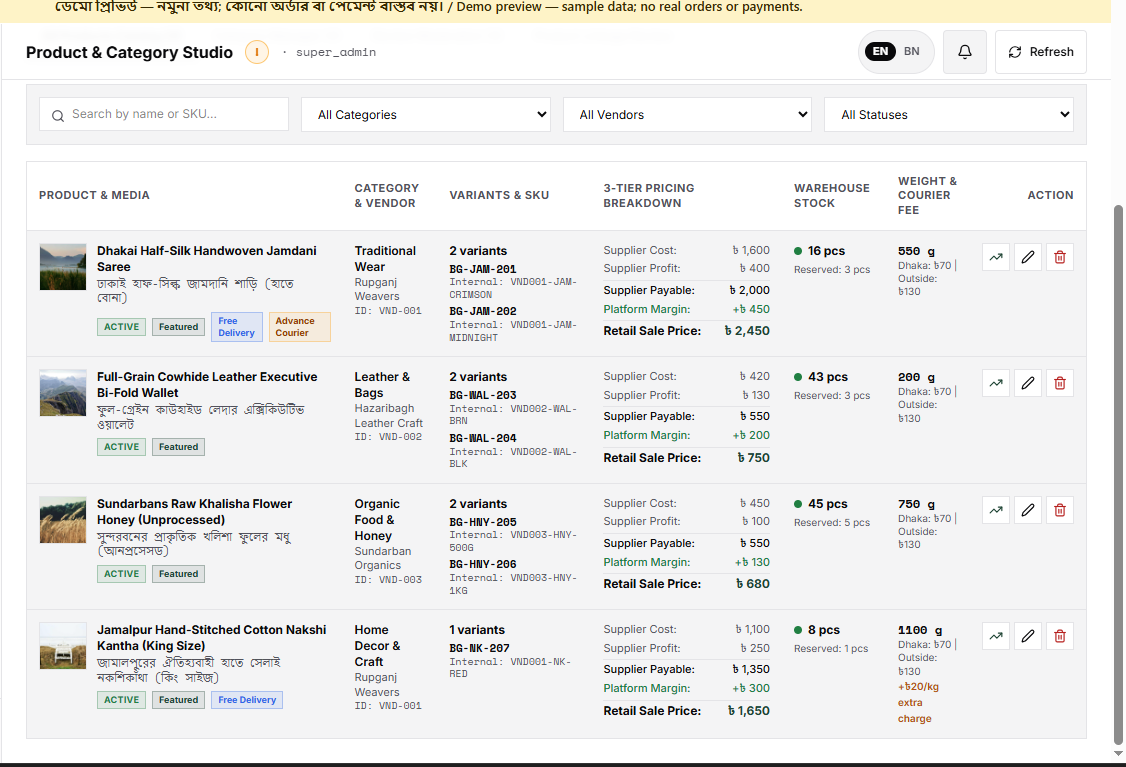 ডেমো প্রিভিউ — নমুনা তথ্য; কোনো অর্ডার বা পেমেন্ট বাস্তব নয়। / Demo preview — sample data; no real orders or payments.
Product & Category Studio I · super_admin EN BN Refresh
Search by name or SKU... All Categories All Vendors All Statuses
PRODUCT & MEDIA
CATEGORY
& VENDOR
VARIANTS & SKU
3-TIER PRICING
BREAKDOWN
WAREHOUSE
STOCK
WEIGHT &
COURIER
FEE
ACTION
Dhakai Half-Silk Handwoven Jamdani
Saree
ঢাকাই হাফ-সিল্ক জামদানি শাড়ি (হাতে
বোনা)
ACTIVE
Featured
Free
Delivery
Advance
Courier
Traditional
Wear
Rupganj
Weavers
ID: VND-001
2 variants
BG-JAM-201
Internal: VND001-JAM-
CRIMSON
BG-JAM-202
Internal: VND001-JAM-
MIDNIGHT
Supplier Cost: ৳ 1,600
Supplier Profit: ৳ 400
Supplier Payable: ৳ 2,000
Platform Margin: +৳ 450
Retail Sale Price: ৳ 2,450
16 pcs
Reserved: 3 pcs
550 g
Dhaka: ৳70 |
Outside:
৳130
Full-Grain Cowhide Leather Executive
Bi-Fold Wallet
ফুল-গ্রেইন কাউহাইড লেদার এক্সিকিউটিভ
ওয়ালেট
ACTIVE
Featured
Leather &
Bags
Hazaribagh
Leather Craft
ID: VND-002
2 variants
BG-WAL-203
Internal: VND002-WAL-
BRN
BG-WAL-204
Internal: VND002-WAL-
BLK
Supplier Cost: ৳ 420
Supplier Profit: ৳ 130
Supplier Payable: ৳ 550
Platform Margin: +৳ 200
Retail Sale Price: ৳ 750
43 pcs
Reserved: 3 pcs
200 g
Dhaka: ৳70 |
Outside:
৳130
Sundarbans Raw Khalisha Flower
Honey (Unprocessed)
সুন্দরবনের প্রাকৃতিক খলিশা ফুলের মধু
(আনপ্রসেসড)
ACTIVE
Featured
Organic
Food &
Honey
Sundarban
Organics
ID: VND-003
2 variants
BG-HNY-205
Internal: VND003-HNY-
500G
BG-HNY-206
Internal: VND003-HNY-
1KG
Supplier Cost: ৳ 450
Supplier Profit: ৳ 100
Supplier Payable: ৳ 550
Platform Margin: +৳ 130
Retail Sale Price: ৳ 680
45 pcs
Reserved: 5 pcs
750 g
Dhaka: ৳70 |
Outside:
৳130
Jamalpur Hand-Stitched Cotton Nakshi
Kantha (King Size)
জামালপুরের ঐতিহ্যবাহী হাতে সেলাই
নকশিকাঁথা (কিং সাইজ)
ACTIVE
Featured
Free Delivery
Home
Decor &
Craft
Rupganj
Weavers
ID: VND-001
1 variants
BG-NK-207
Internal: VND001-NK-
RED
Supplier Cost: ৳ 1,100
Supplier Profit: ৳ 250
Supplier Payable: ৳ 1,350
Platform Margin: +৳ 300
Retail Sale Price: ৳ 1,650
8 pcs
Reserved: 1 pcs
1100 g
Dhaka: ৳70 |
Outside:
৳130
+৳20/kg
extra
charge